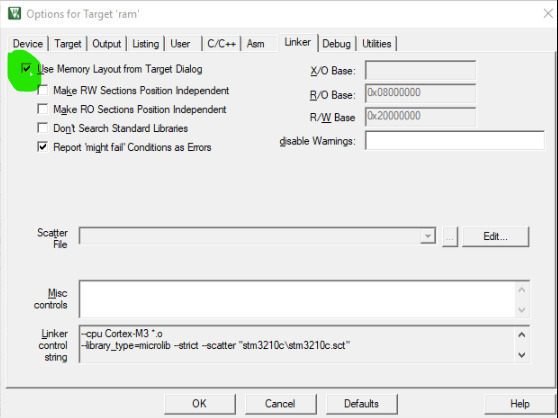 Options for Target 'ram'
Device Target Output Listing User C/C++ Asm Linker Debug Utilities
Use Memory Layout from Target Dialog
Make RW Sections Position Independent
Make RO Sections Position Independent
Don't Search Standard Libraries
Report 'might fail' Conditions as Errors
X/O Base:
R/O Base: 0x08000000
R/W Base 0x20000000
disable Warnings:
Scatter
File
... Edit...
Misc
controls
Linker
control
string
--cpu Cortex-M3 *.o
--library_type=microlib --strict --scatter "stm3210c\stm3210c.sct"
OK Cancel Defaults Help